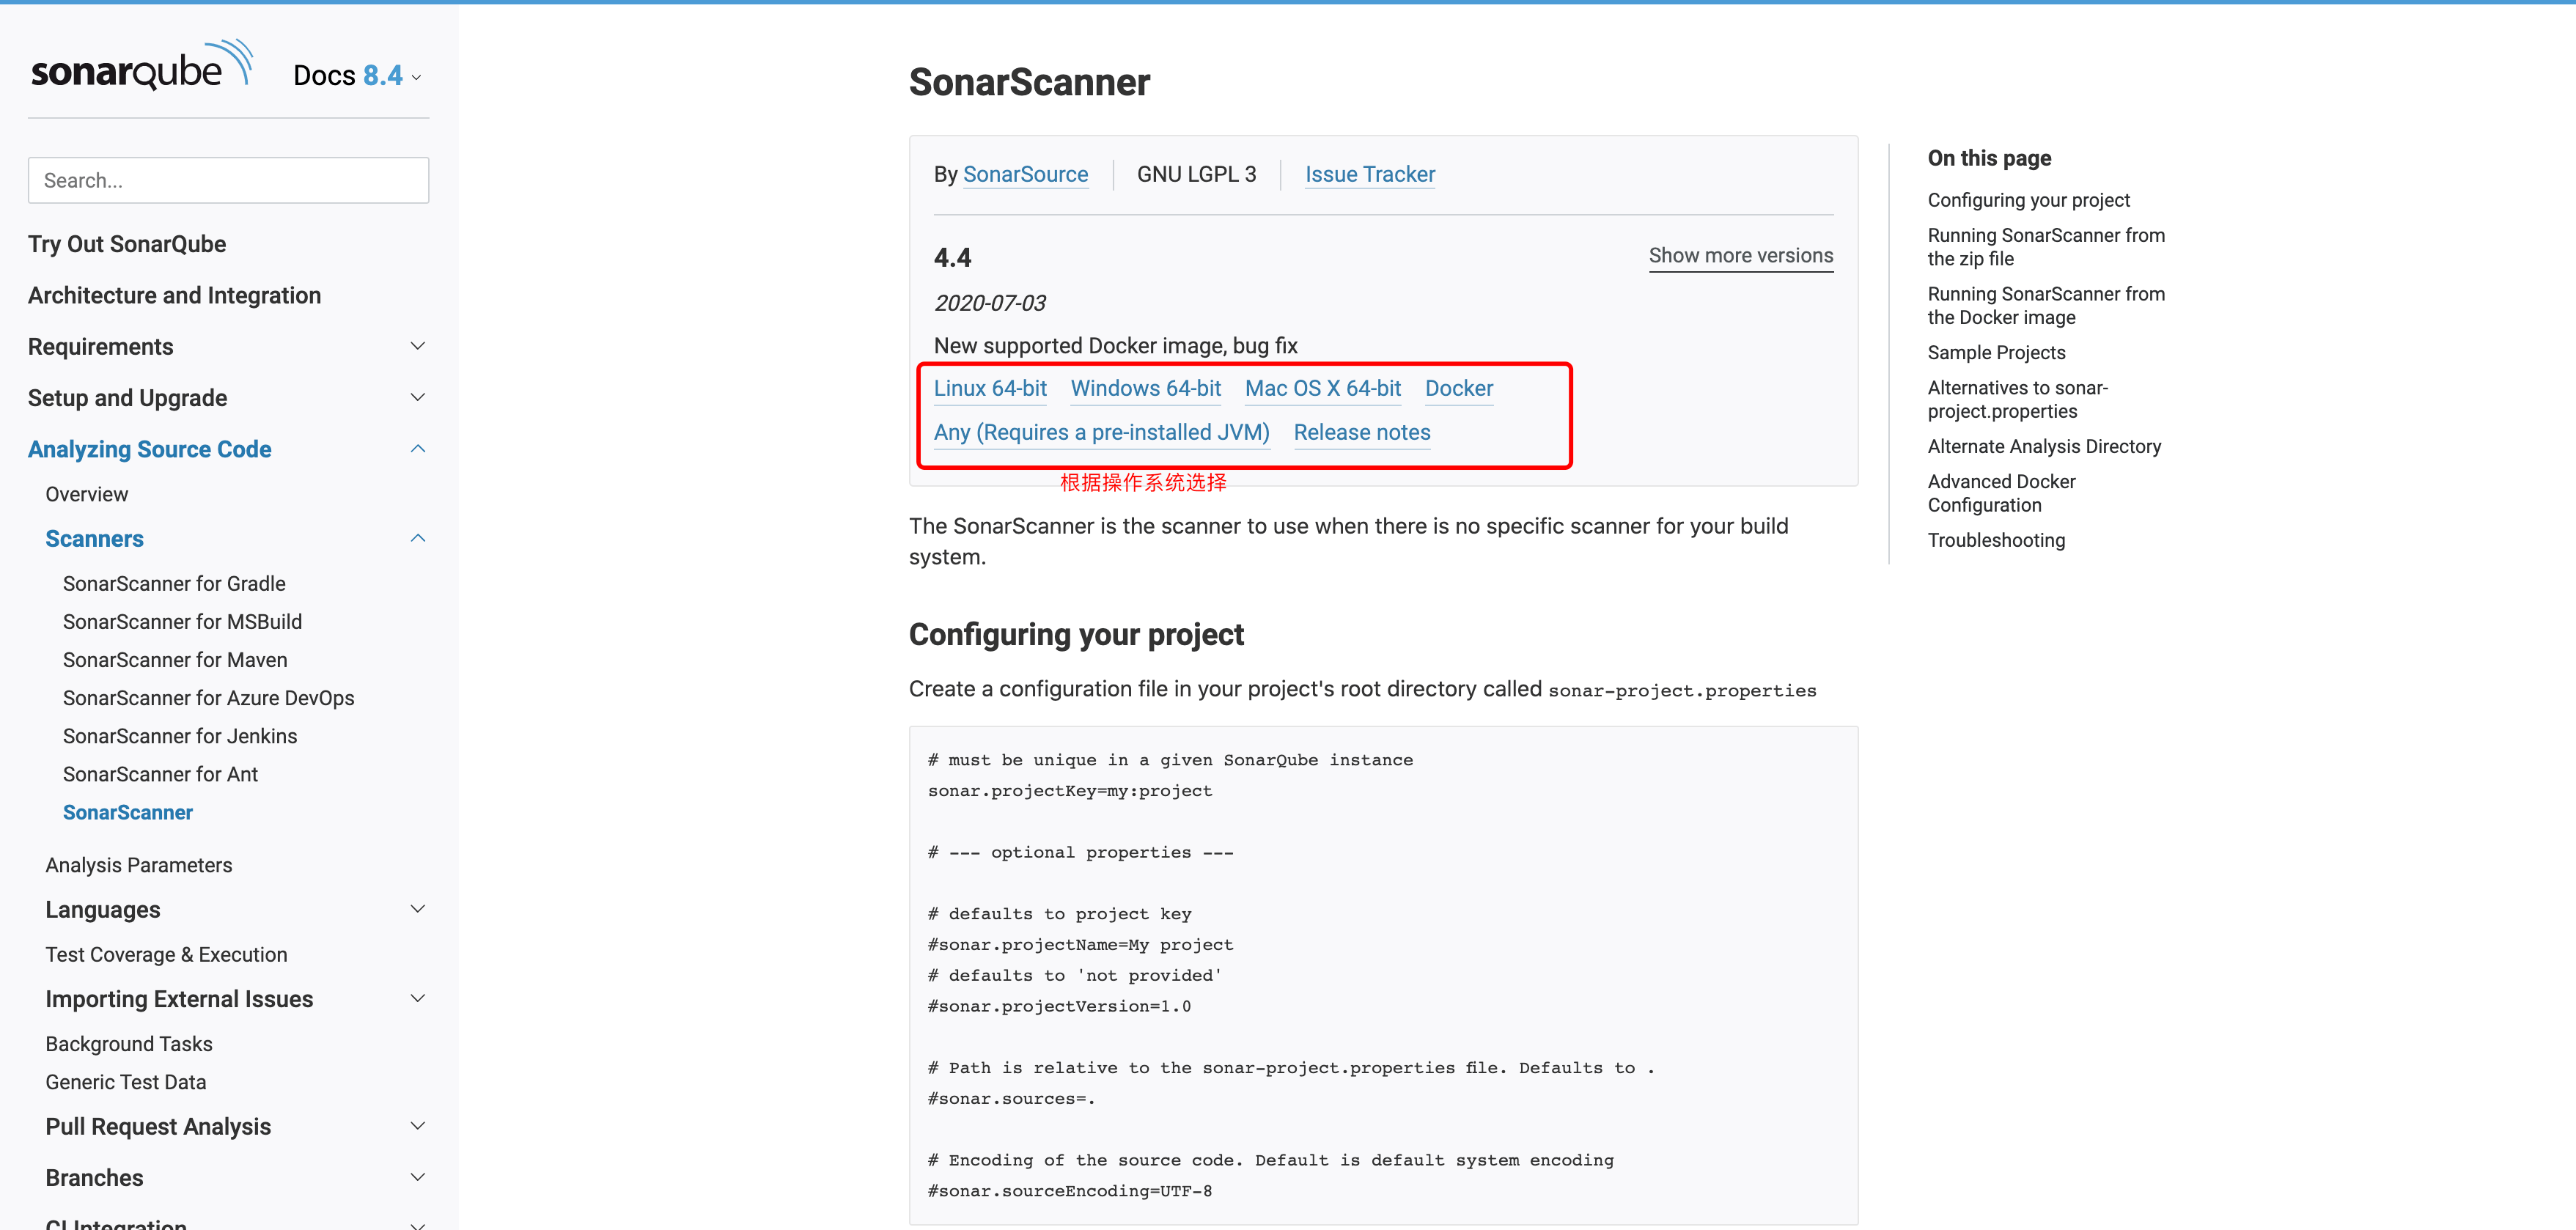 sonarqube Docs 8.4
Search...
Try Out SonarQube
Architecture and Integration
Requirements
Setup and Upgrade
Analyzing Source Code
Overview
Scanners
SonarScanner for Gradle
SonarScanner for MSBuild
SonarScanner for Maven
SonarScanner for Azure DevOps
SonarScanner for Jenkins
SonarScanner for Ant
SonarScanner
Analysis Parameters
Languages
Test Coverage & Execution
Importing External Issues
Background Tasks
Generic Test Data
Pull Request Analysis
Branches
CI Integration
SonarScanner
By SonarSource GNU LGPL 3 Issue Tracker
4.4 Show more versions
2020-07-03
New supported Docker image, bug fix
Linux 64-bit Windows 64-bit Mac OS X 64-bit Docker
Any (Requires a pre-installed JVM) Release notes
根据操作系统选择
The SonarScanner is the scanner to use when there is no specific scanner for your build
system.
Configuring your project
Create a configuration file in your project's root directory called sonar-project.properties
# must be unique in a given SonarQube instance
sonar.projectKey=my:project
# --- optional properties ---
# defaults to project key
#sonar.projectName=My project
# defaults to 'not provided'
#sonar.projectVersion=1.0
# Path is relative to the sonar-project.properties file. Defaults to .
#sonar.sources=.
# Encoding of the source code. Default is default system encoding
#sonar.sourceEncoding=UTF-8
On this page
Configuring your project
Running SonarScanner from
the zip file
Running SonarScanner from
the Docker image
Sample Projects
Alternatives to sonar-
project.properties
Alternate Analysis Directory
Advanced Docker
Configuration
Troubleshooting